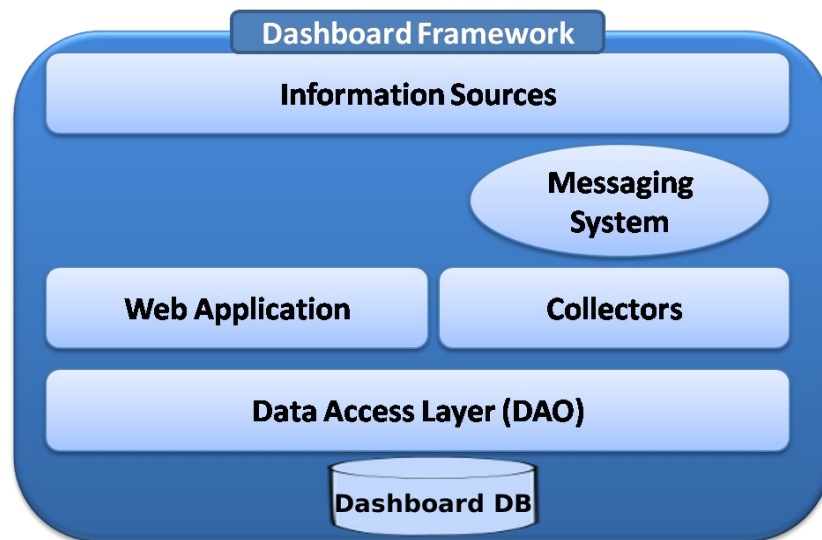 Dashboard Framework
Information Sources
Messaging
System
Web Application
Collectors
Data Access Layer (DAO)
Dashboard DB